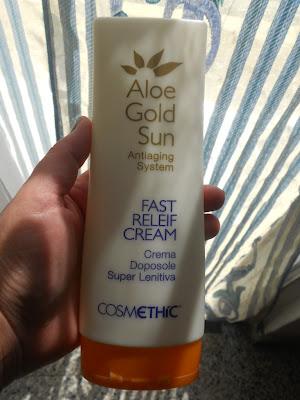 Aloe
Gold
Sun
Antiaging
System
FAST
RELEIF
CREAM
Crema
Doposole
Super Lenitiva
COSMETHIC